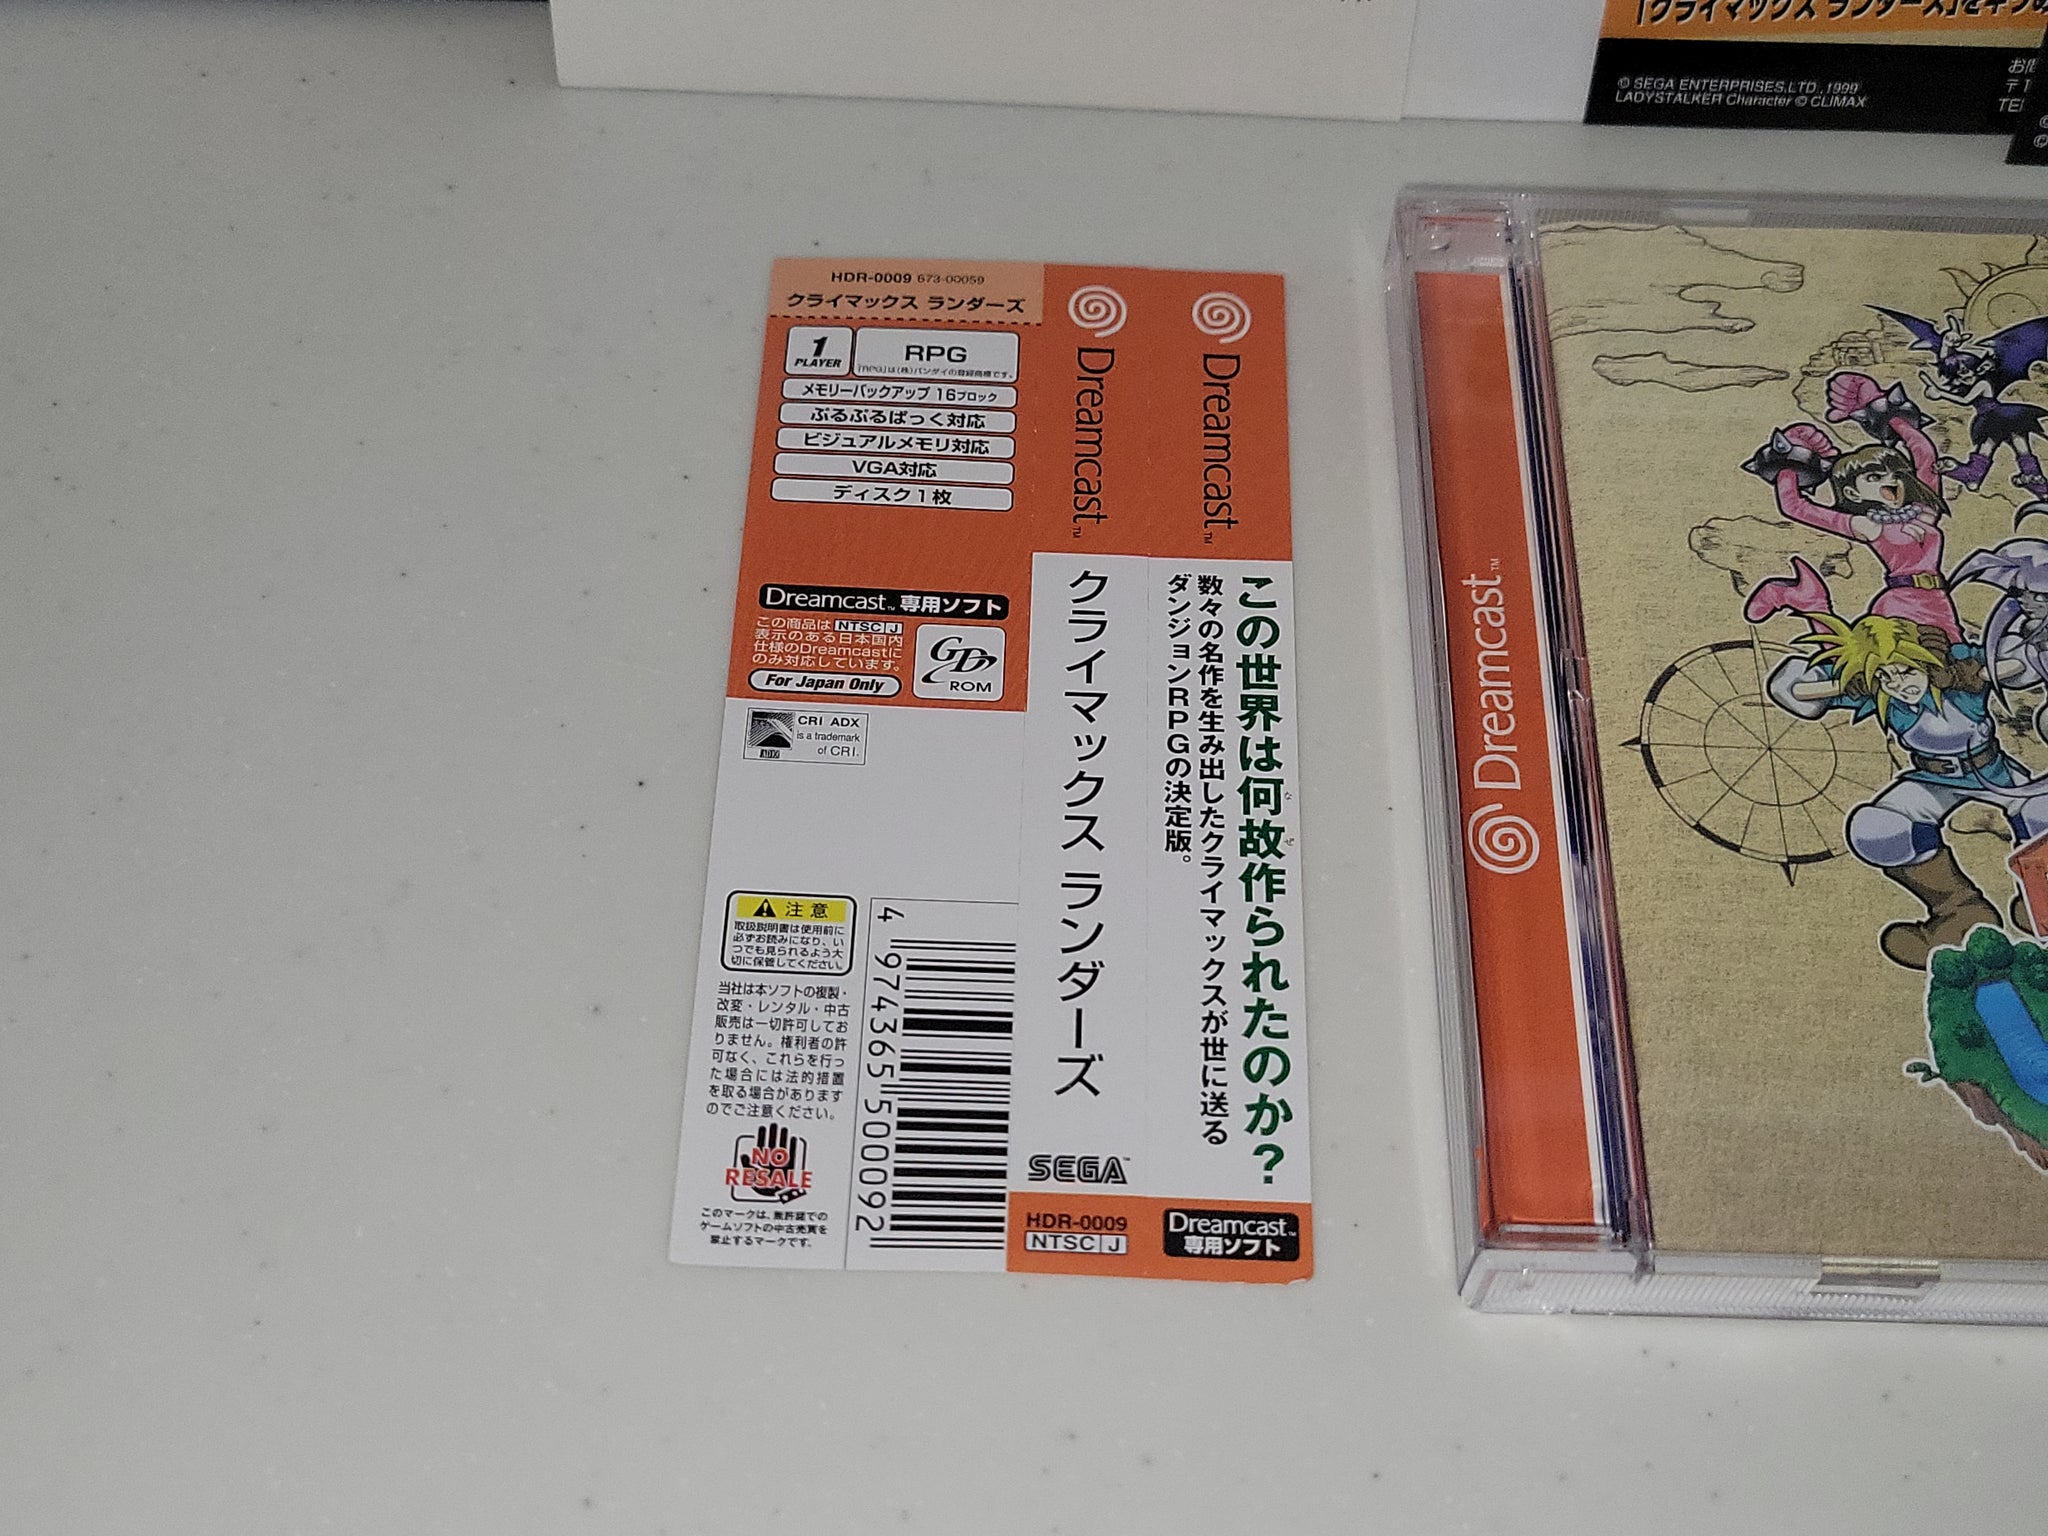 「クライマックス ランダーズ」を
© SEGA ENTERPRISES,LTD.,1999
LADYSTALKER Character © CLIMAX
〒1
HDR-0009 673-00059
クライマックス ランダーズ
1
PLAYER
RPG
「RPG」は(株)バンダイの登録商標です。
メモリーバックアップ 16ブロック
ぷるぷるぱっく対応
ビジュアルメモリ対応
VGA対応
ディスク1枚
Dreamcast™ 専用ソフト
この商品は NTSC J
表示のある日本国内
仕様のDreamcastに
のみ対応しています。
For Japan Only
GD
ROM
CRI ADX
is a trademark
of CRI.
ADX
注意
取扱説明書は使用前に
必ずお読みになり、い
つでも見られるよう大
切に保管してください。
当社は本ソフトの複製・
改変・レンタル・中古
販売は一切許可してお
りません。権利者の許
可なく、これらを行っ
た場合には法的措置
を取る場合があります
のでご注意ください。
NO
RESALE
このマークは、無許諾での
ゲームソフトの中古売買を
禁止するマークです。
4 974365 500092
Dreamcast™
クライマックス ランダーズ
SEGA™
HDR-0009
NTSC J
Dreamcast™
この世界は何故作られたのか?
なぜ
数々の名作を生み出したクライマックスが世に送る
ダンジョンRPGの決定版。
Dreamcast™
専用ソフト
Dreamcast™